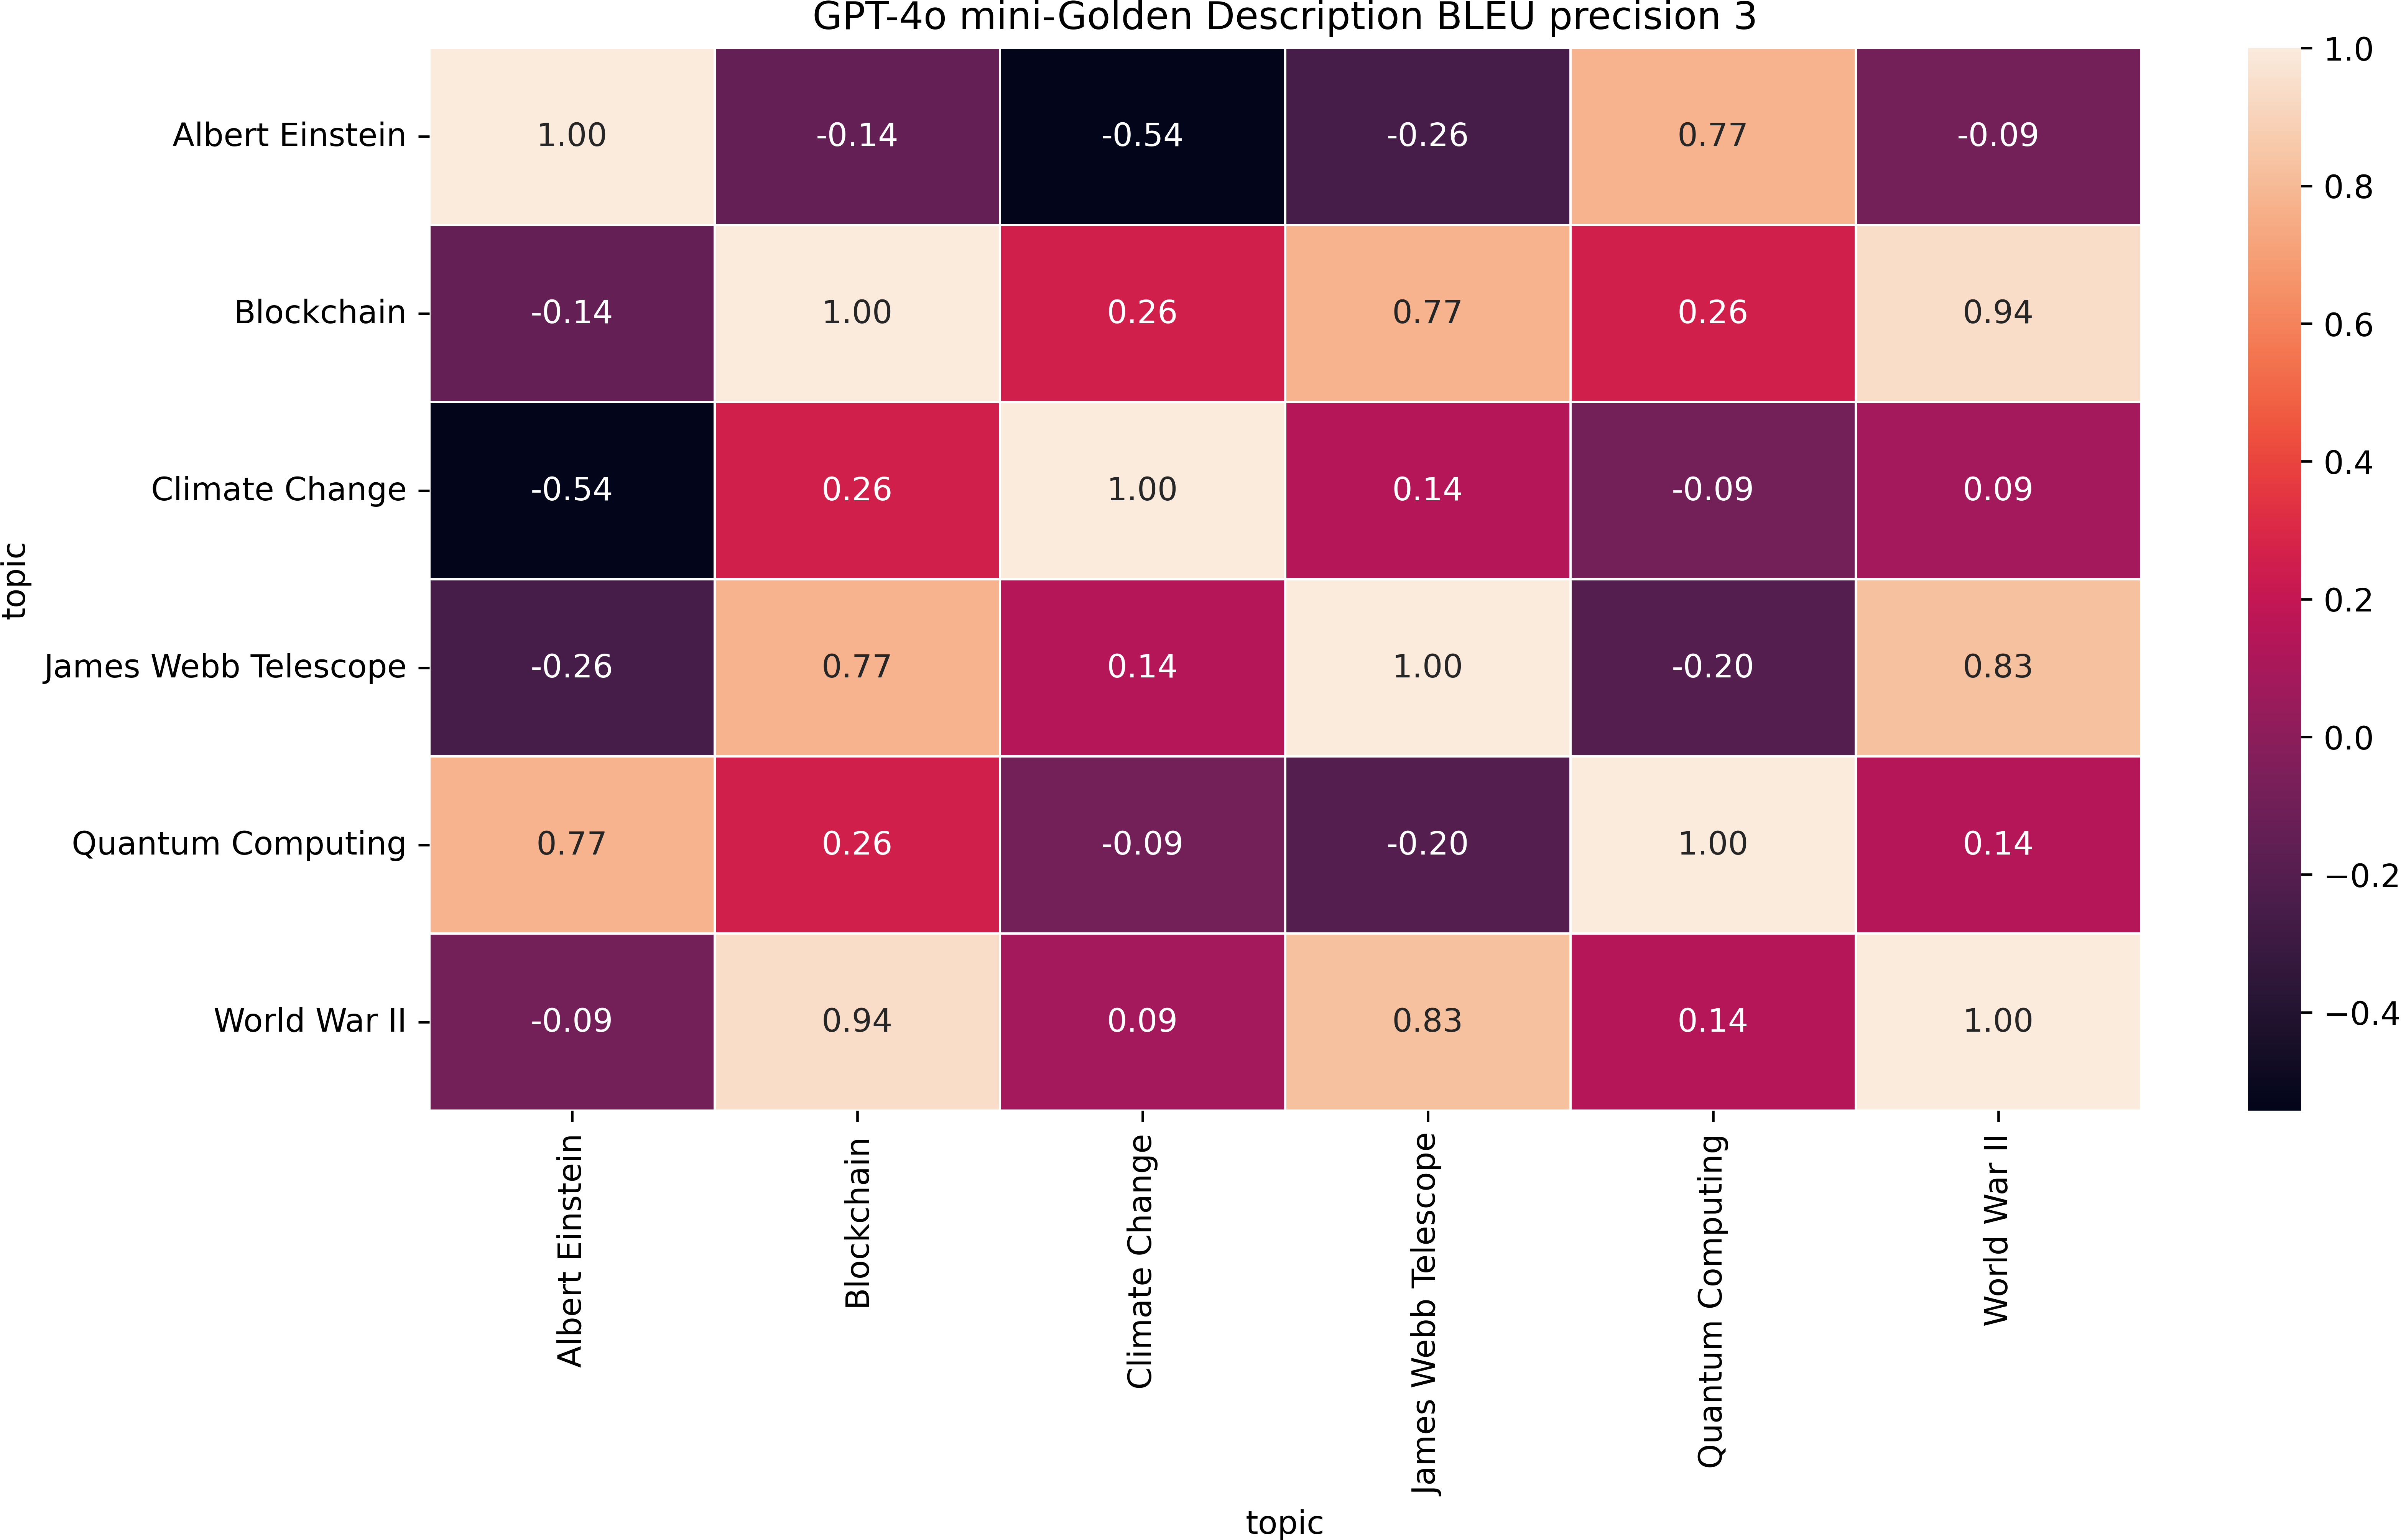 GPT-4o mini-Golden Description BLEU precision 3
topic
Albert Einstein 1.00 -0.14 -0.54 -0.26 0.77 -0.09
Blockchain -0.14 1.00 0.26 0.77 0.26 0.94
Climate Change -0.54 0.26 1.00 0.14 -0.09 0.09
James Webb Telescope -0.26 0.77 0.14 1.00 -0.20 0.83
Quantum Computing 0.77 0.26 -0.09 -0.20 1.00 0.14
World War II -0.09 0.94 0.09 0.83 0.14 1.00
Albert Einstein
Blockchain
Climate Change
James Webb Telescope
Quantum Computing
World War II
topic
1.0
0.8
0.6
0.4
0.2
0.0
−0.2
−0.4